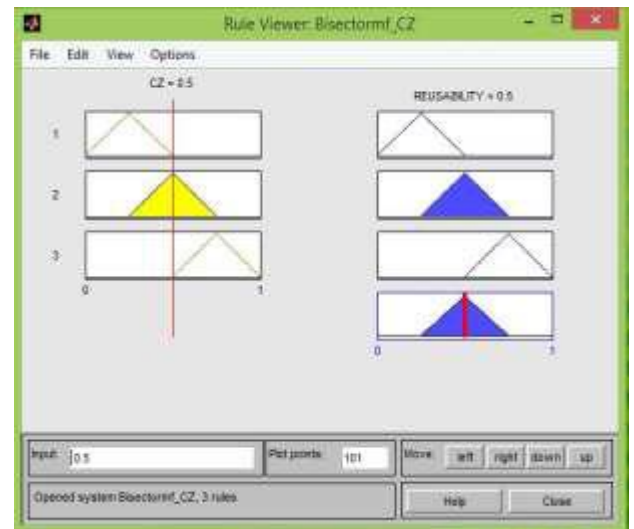 Rule Viewer: Bisectormf_CZ
File Edit View Options
CZ = 0.5
REUSABILITY = 0.5
1
2
3
0 1
0 1
Input: 0.5
Plot points: 101
Move: left right down up
Opened system Bisectormf_CZ, 3 rules
Help Close